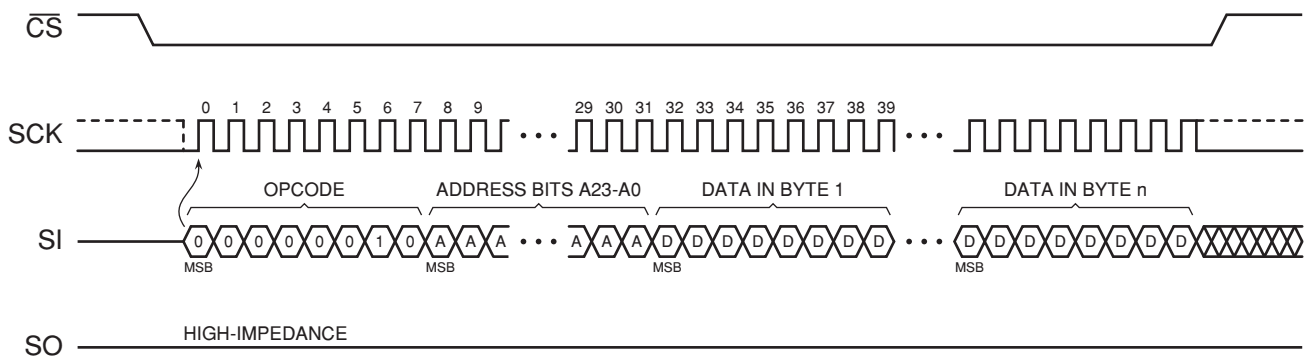 CS
0 1 2 3 4 5 6 7 8 9 29 30 31 32 33 34 35 36 37 38 39
SCK
OPCODE ADDRESS BITS A23-A0 DATA IN BYTE 1 DATA IN BYTE n
SI 0 0 0 0 0 0 1 0 A A A A A A D D D D D D D D D D D D D D D D
MSB MSB MSB MSB
HIGH-IMPEDANCE
SO